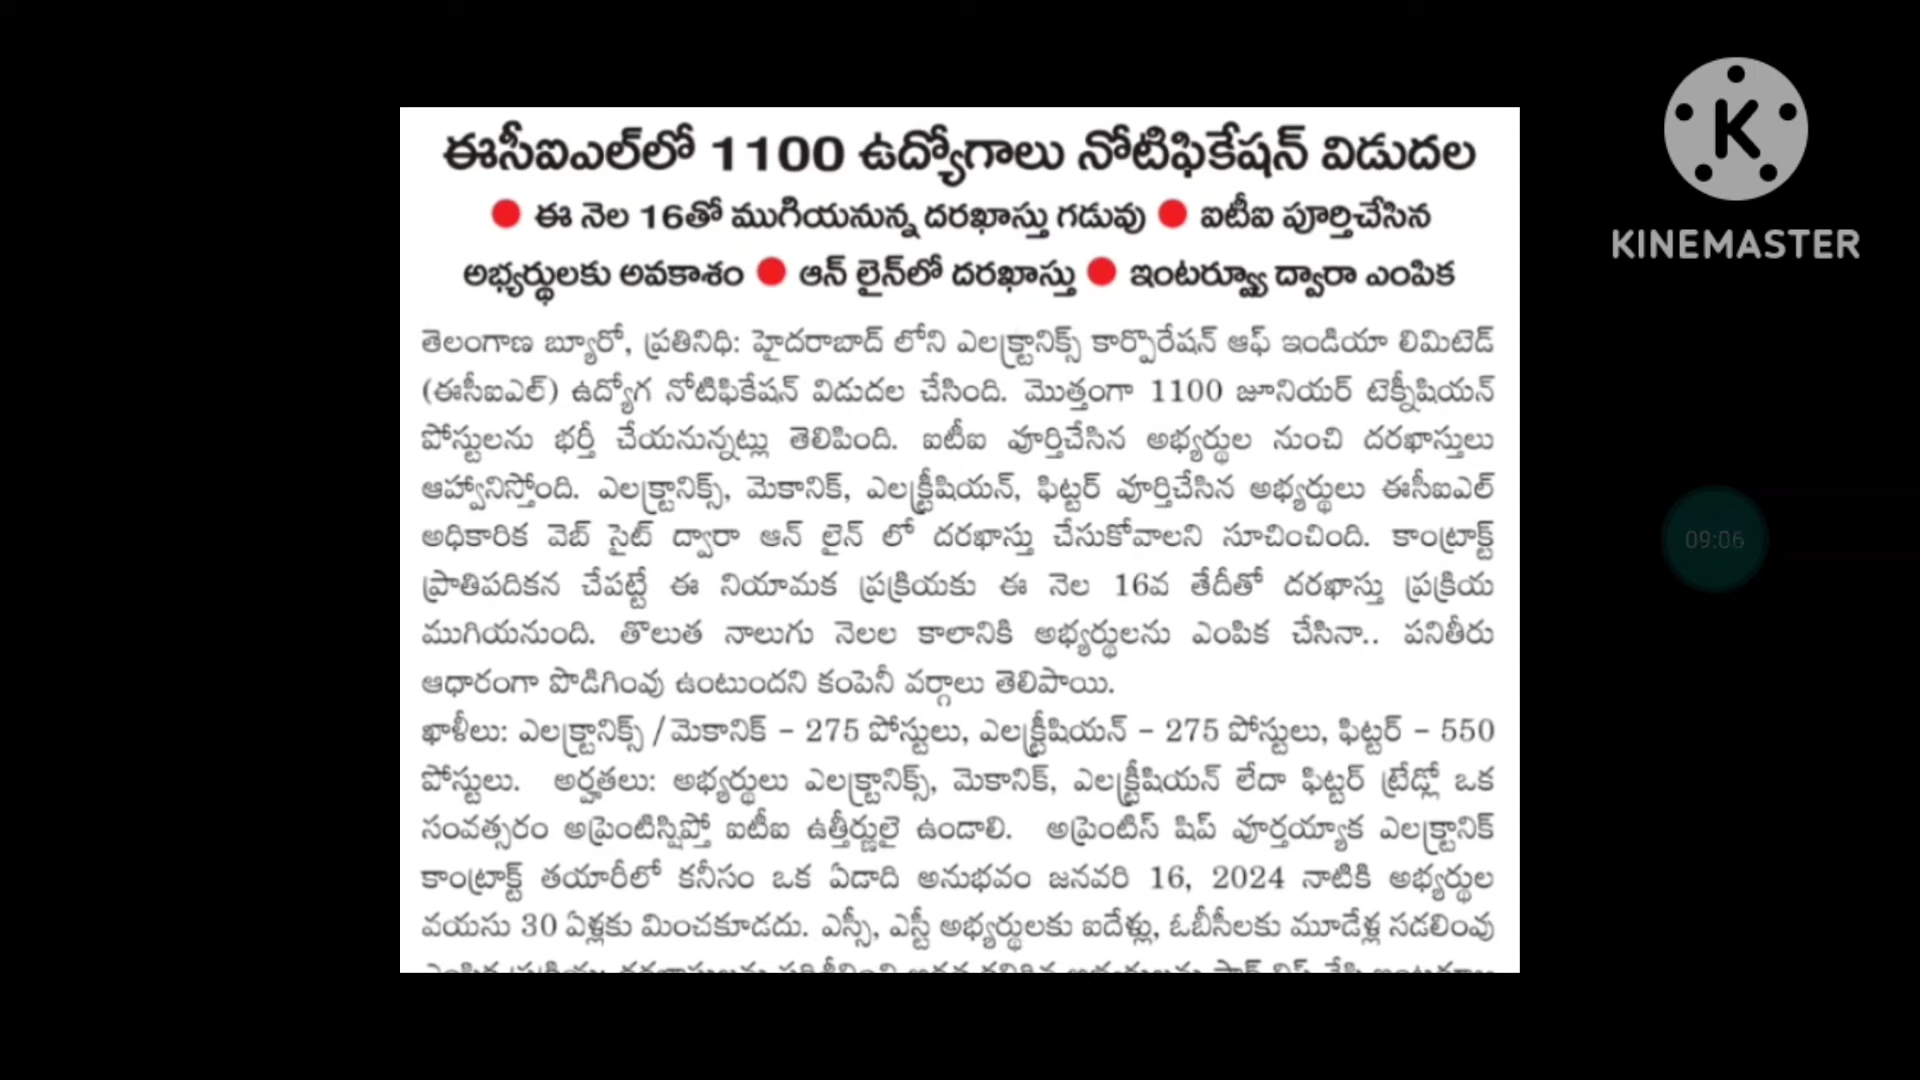 ఈసీఐఎల్‌లో 1100 ఉద్యోగాలు నోటిఫికేషన్ విడుదల
● ఈ నెల 16తో ముగియనున్న దరఖాస్తు గడువు ● ఐటీఐ పూర్తిచేసిన
అభ్యర్థులకు అవకాశం ● ఆన్ లైన్‌లో దరఖాస్తు ● ఇంటర్వ్యూ ద్వారా ఎంపిక
తెలంగాణ బ్యూరో, ప్రతినిధి: హైదరాబాద్ లోని ఎలక్ట్రానిక్స్ కార్పొరేషన్ ఆఫ్ ఇండియా లిమిటెడ్
(ఈసీఐఎల్) ఉద్యోగ నోటిఫికేషన్ విడుదల చేసింది. మొత్తంగా 1100 జూనియర్ టెక్నీషియన్
పోస్టులను భర్తీ చేయనున్నట్లు తెలిపింది. ఐటీఐ పూర్తిచేసిన అభ్యర్థుల నుంచి దరఖాస్తులు
ఆహ్వానిస్తోంది. ఎలక్ట్రానిక్స్, మెకానిక్, ఎలక్ట్రీషియన్, ఫిట్టర్ పూర్తిచేసిన అభ్యర్థులు ఈసీఐఎల్
అధికారిక వెబ్ సైట్ ద్వారా ఆన్ లైన్ లో దరఖాస్తు చేసుకోవాలని సూచించింది. కాంట్రాక్ట్
ప్రాతిపదికన చేపట్టే ఈ నియామక ప్రక్రియకు ఈ నెల 16వ తేదీతో దరఖాస్తు ప్రక్రియ
ముగియనుంది. తొలుత నాలుగు నెలల కాలానికి అభ్యర్థులను ఎంపిక చేసినా.. పనితీరు
ఆధారంగా పొడిగింపు ఉంటుందని కంపెనీ వర్గాలు తెలిపాయి.
ఖాళీలు: ఎలక్ట్రానిక్స్ / మెకానిక్ - 275 పోస్టులు, ఎలక్ట్రీషియన్ - 275 పోస్టులు, ఫిట్టర్ - 550
పోస్టులు. అర్హతలు: అభ్యర్థులు ఎలక్ట్రానిక్స్, మెకానిక్, ఎలక్ట్రీషియన్ లేదా ఫిట్టర్ ట్రేడ్లో ఒక
సంవత్సరం అప్రెంటిస్షిప్తో ఐటీఐ ఉత్తీర్ణులై ఉండాలి. అప్రెంటిస్ షిప్ పూర్తయ్యాక ఎలక్ట్రానిక్
కాంట్రాక్ట్ తయారీలో కనీసం ఒక ఏడాది అనుభవం జనవరి 16, 2024 నాటికి అభ్యర్థుల
వయసు 30 ఏళ్లకు మించకూడదు. ఎస్సీ, ఎస్టీ అభ్యర్థులకు ఐదేళ్లు, ఓబీసీలకు మూడేళ్ల సడలింపు
KINEMASTER
09:06